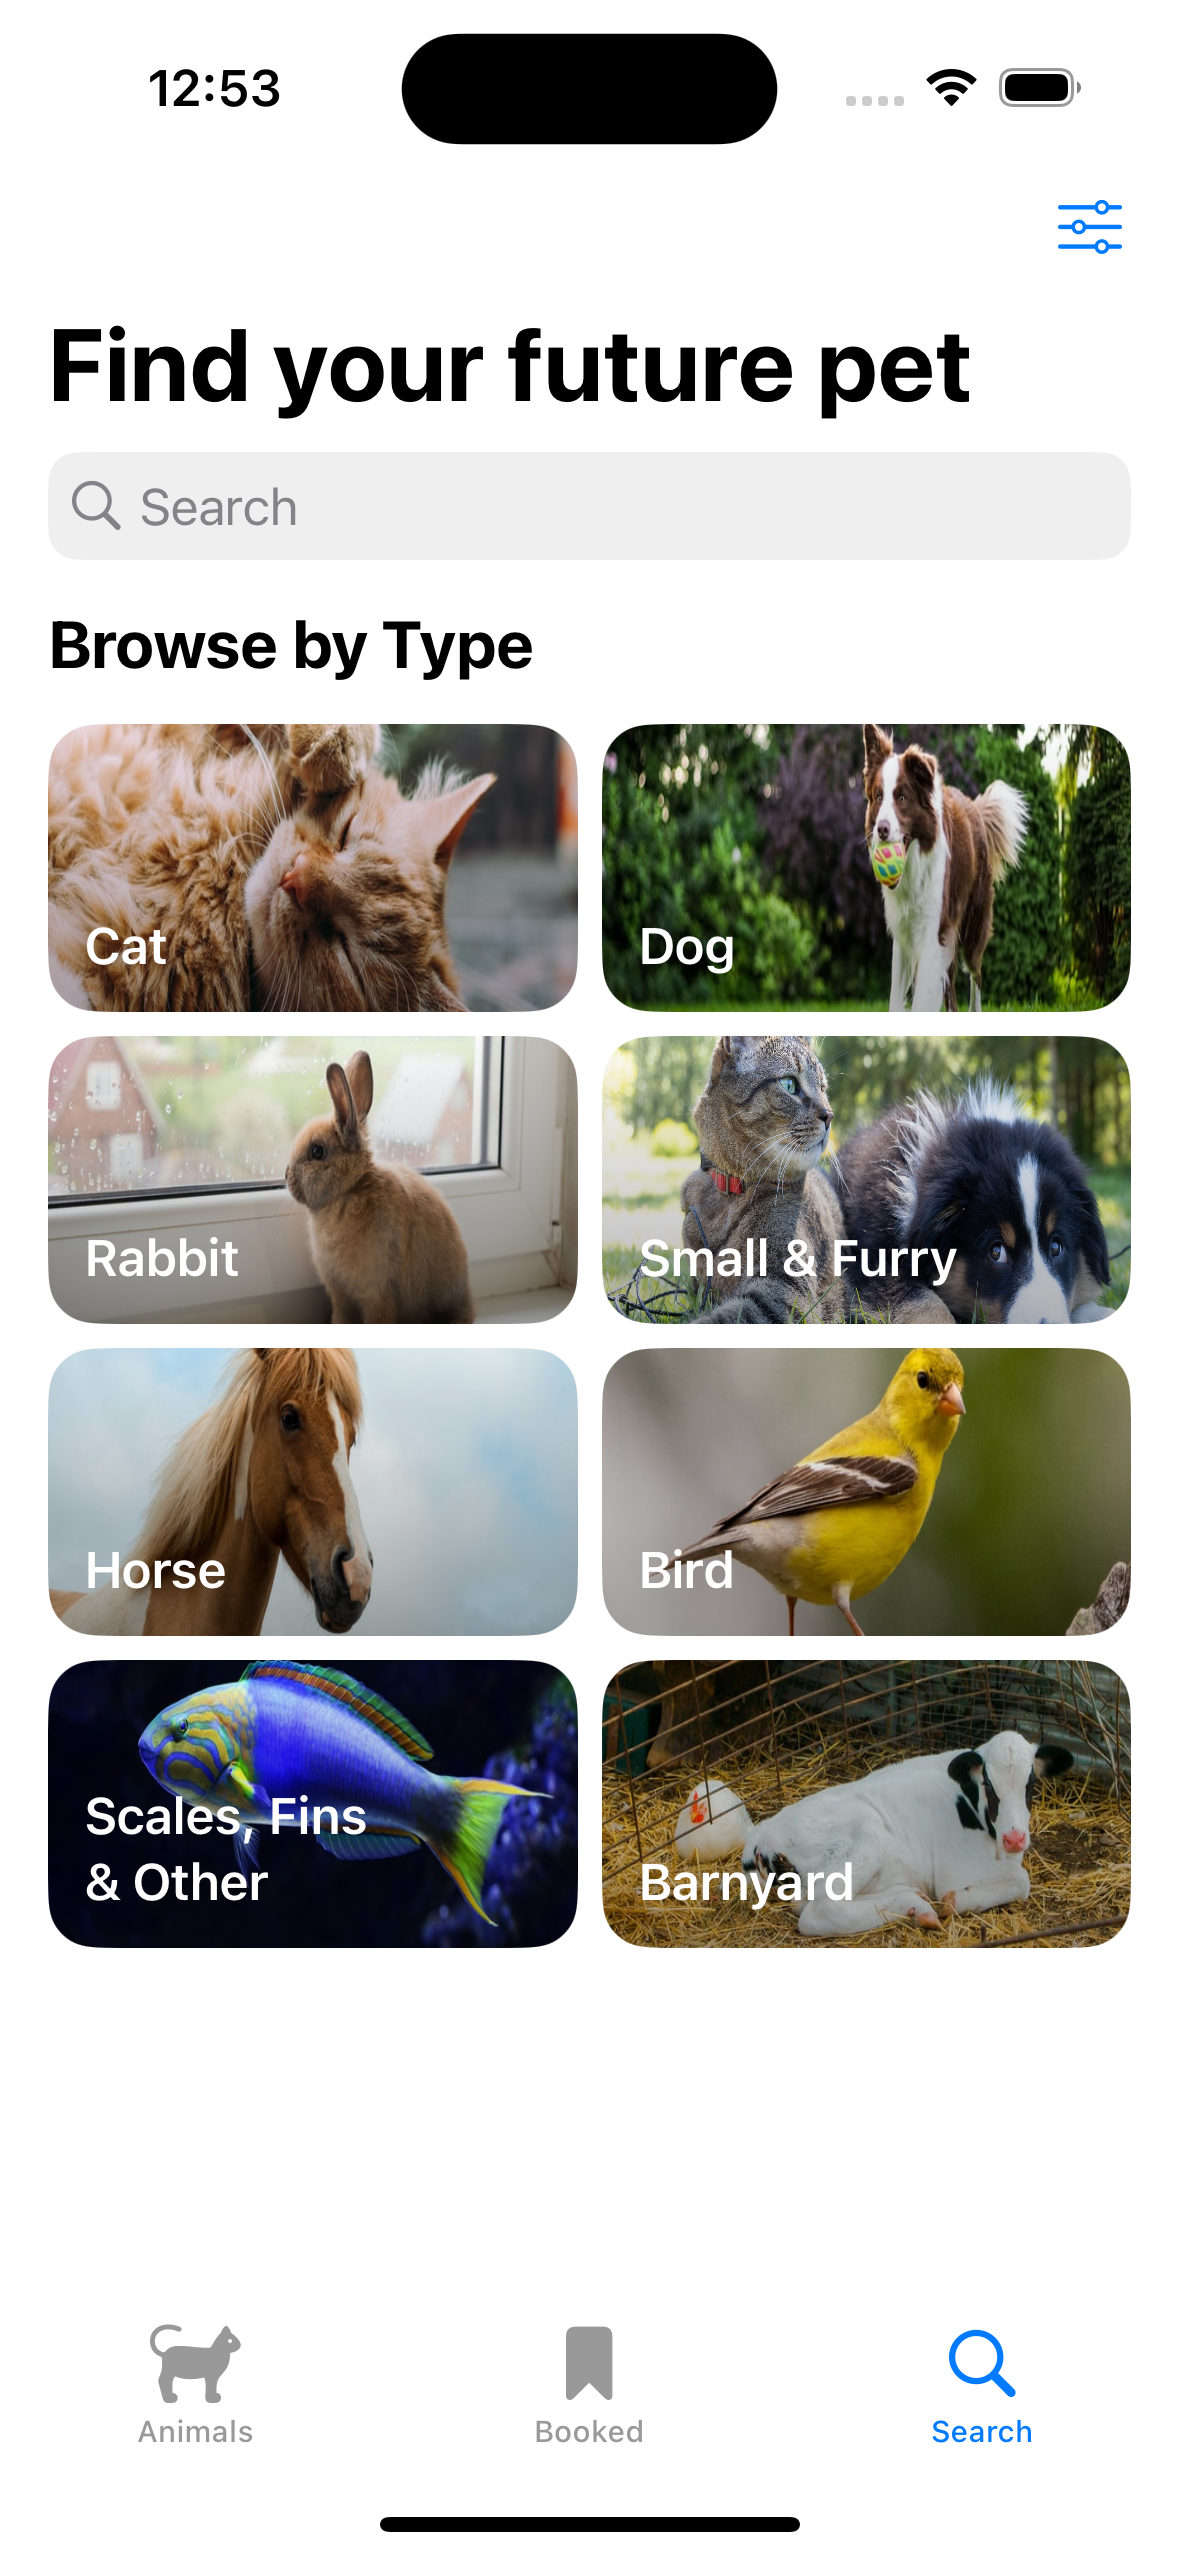 12:53
Find your future pet
Search
Browse by Type
Cat
Dog
Rabbit
Small & Furry
Horse
Bird
Scales, Fins
& Other
Barnyard
Animals
Booked
Search